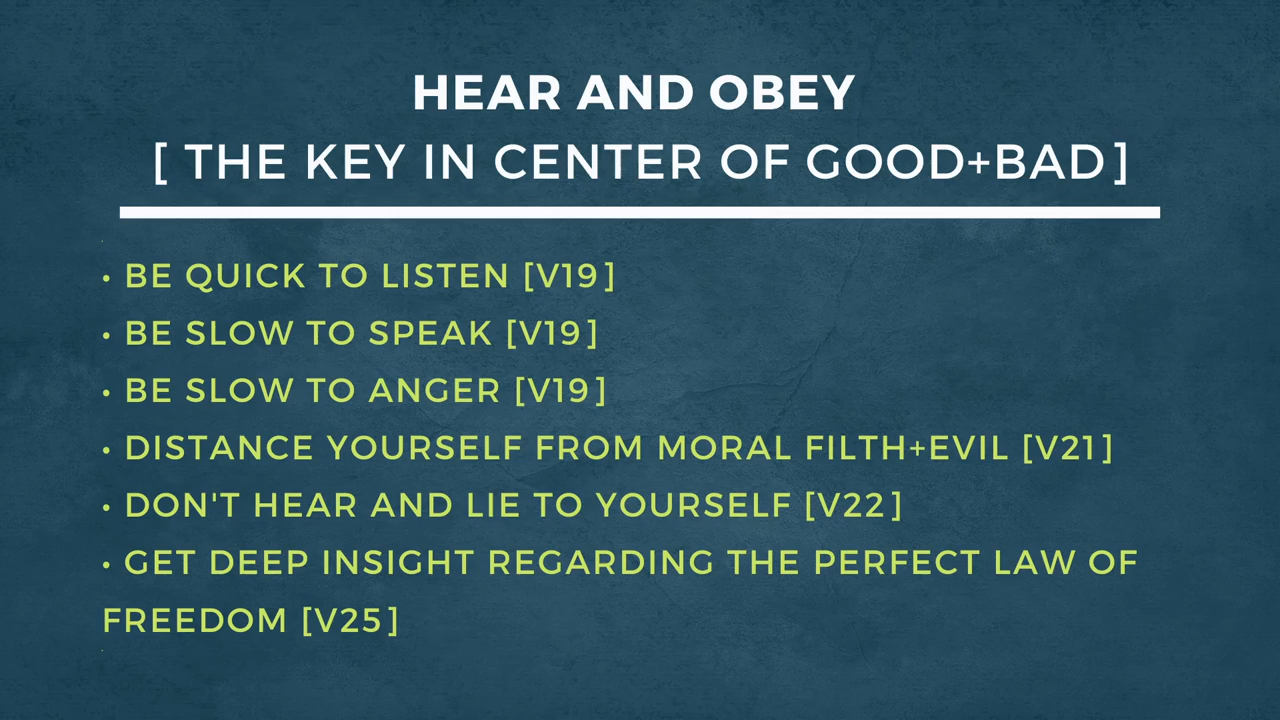 HEAR AND OBEY
[ THE KEY IN CENTER OF GOOD+BAD]
• BE QUICK TO LISTEN [V19]
• BE SLOW TO SPEAK [V19]
• BE SLOW TO ANGER [V19]
• DISTANCE YOURSELF FROM MORAL FILTH+EVIL [V21]
• DON'T HEAR AND LIE TO YOURSELF [V22]
• GET DEEP INSIGHT REGARDING THE PERFECT LAW OF
FREEDOM [V25]